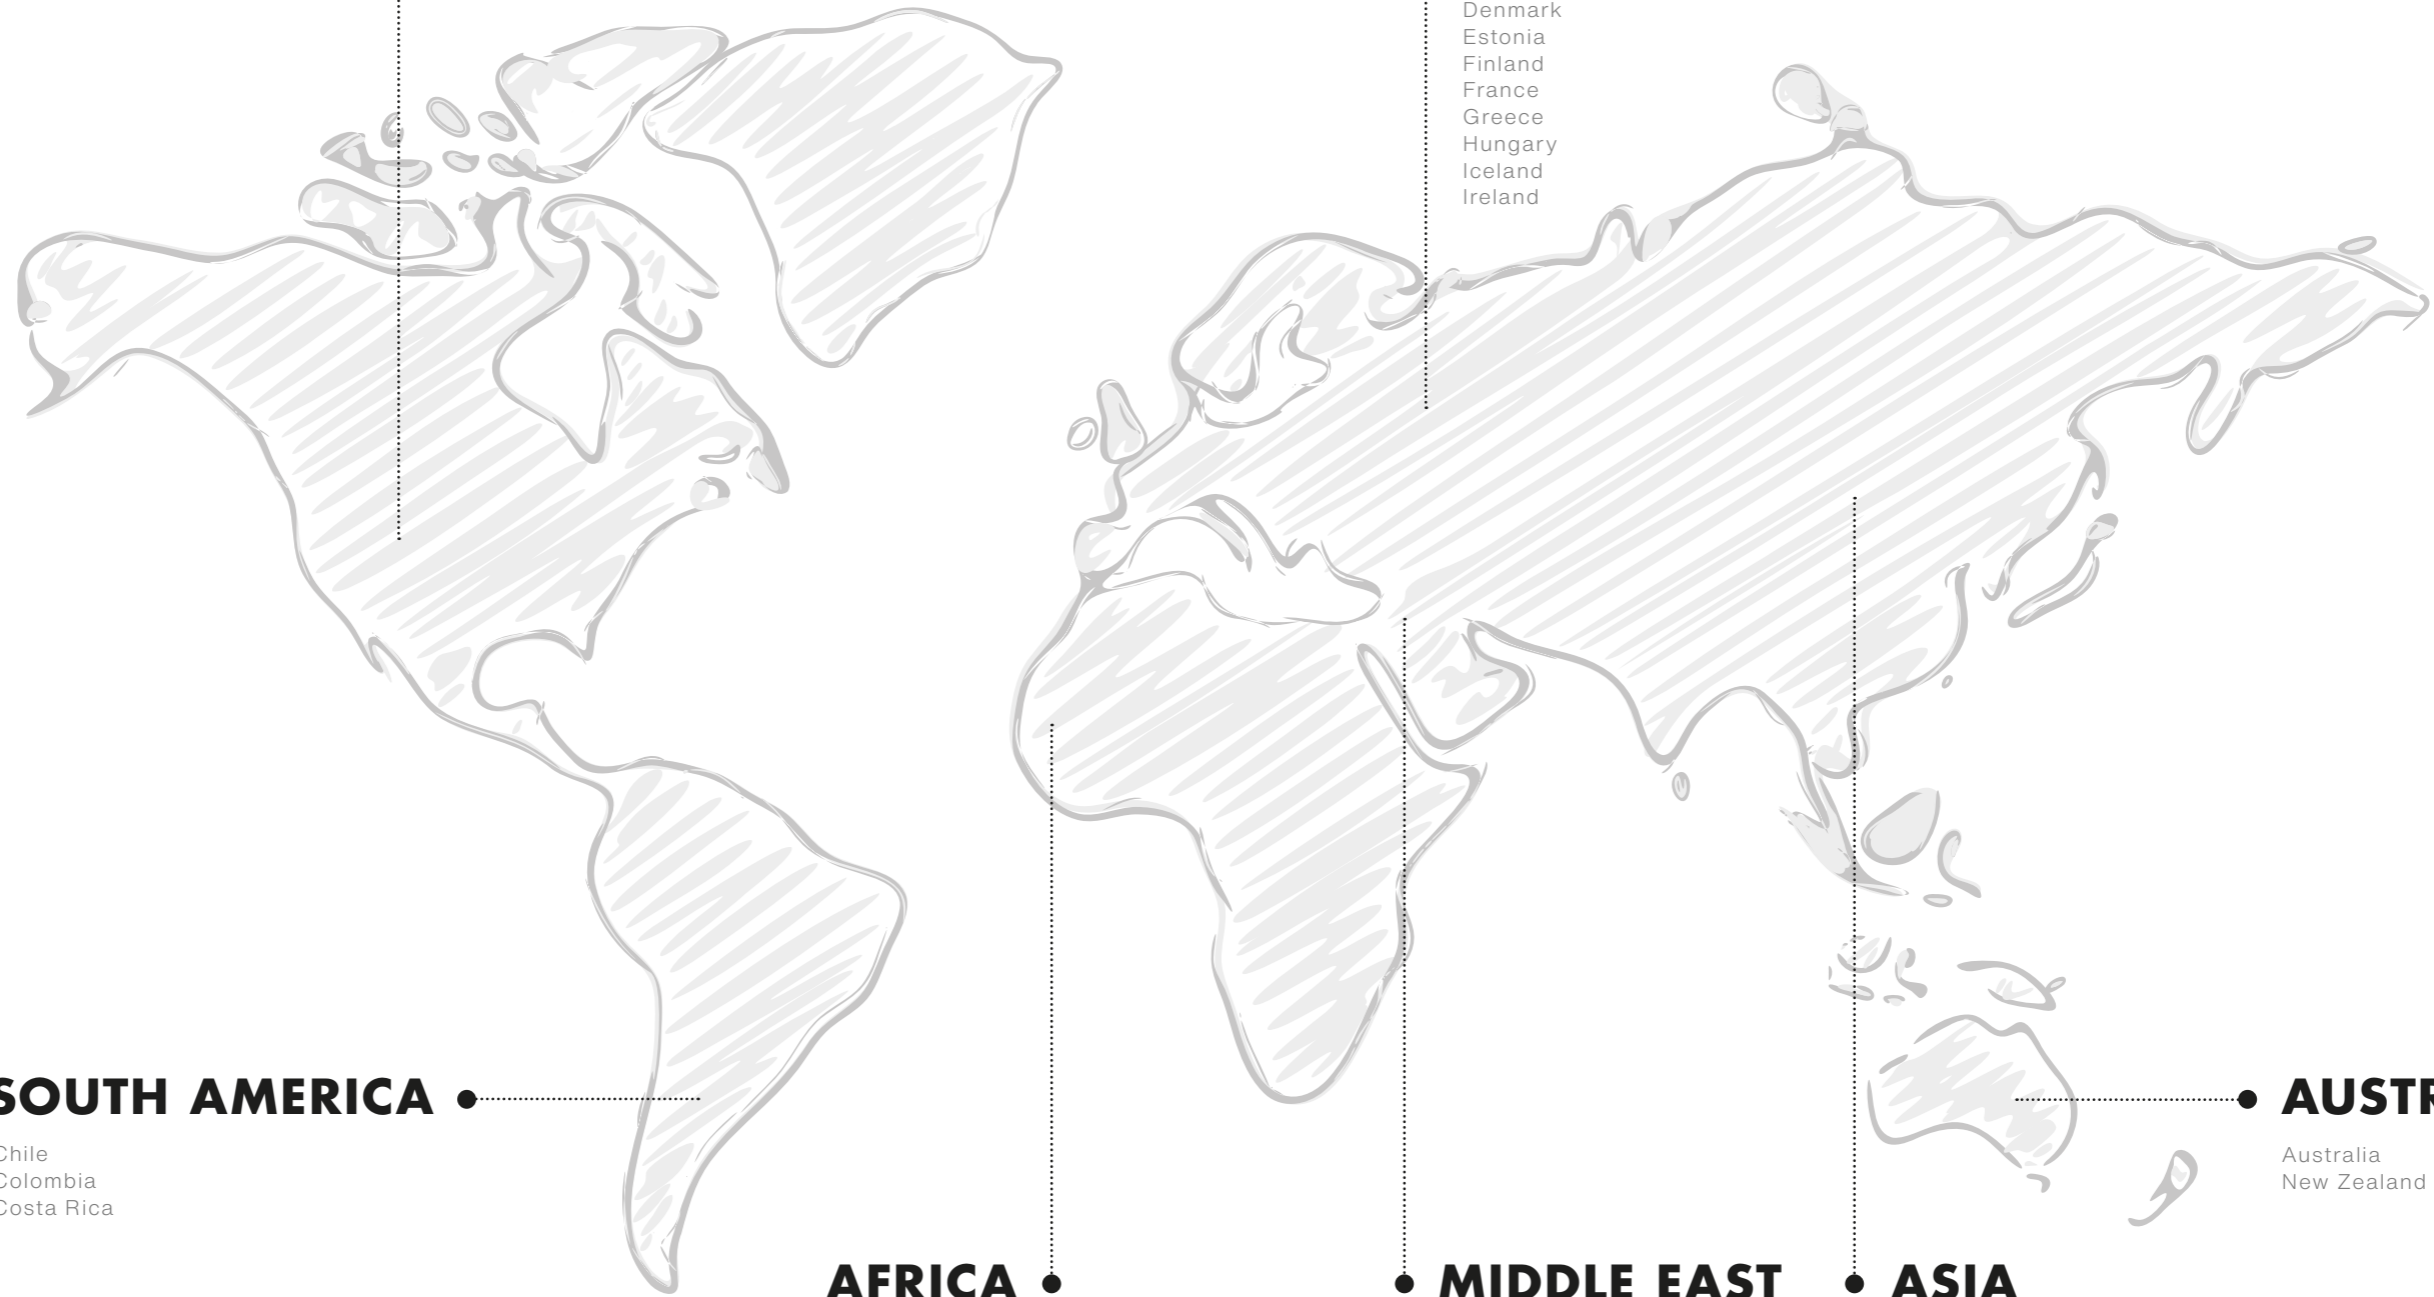 Denmark
Estonia
Finland
France
Greece
Hungary
Iceland
Ireland
SOUTH AMERICA
Chile
Colombia
Costa Rica
AUSTR
Australia
New Zealand
AFRICA
MIDDLE EAST
ASIA